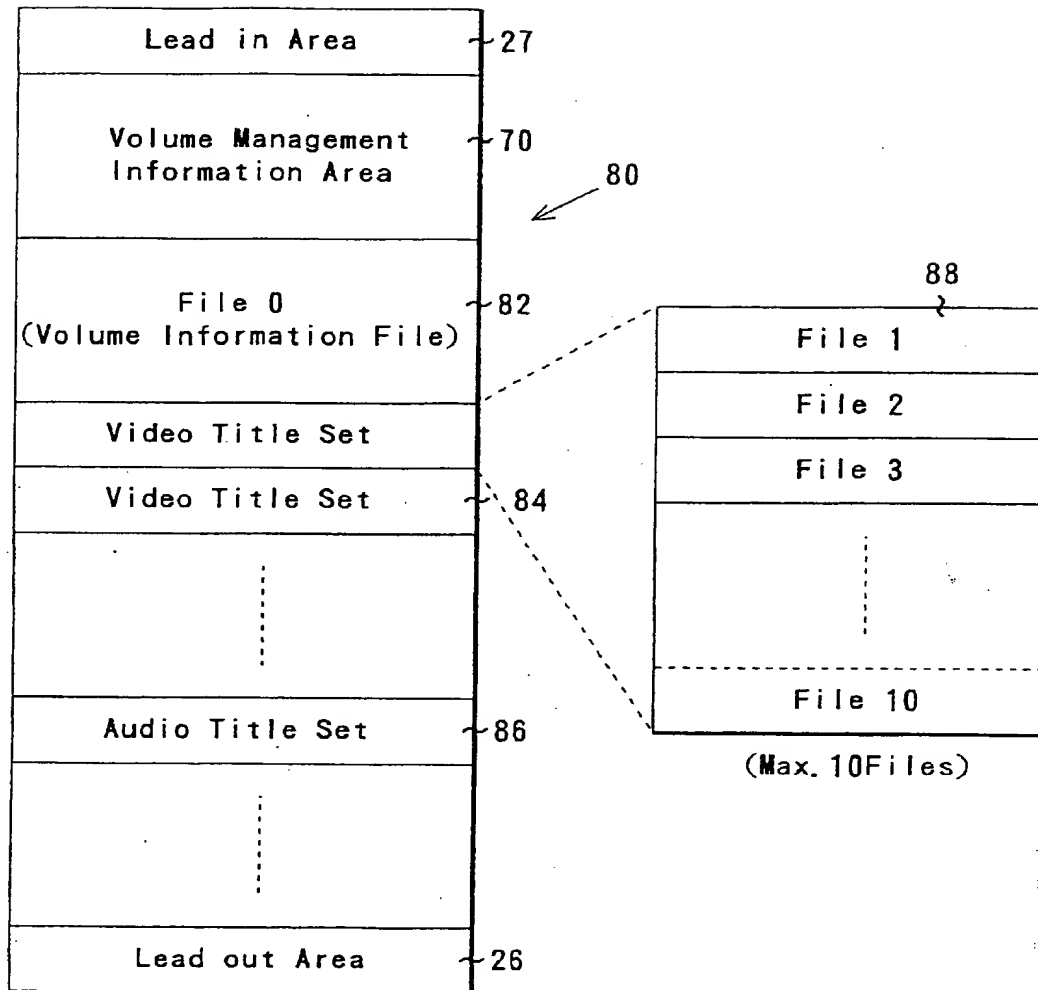 Lead in Area
27
Volume Management
Information Area
70
80
File 0
(Volume Information File)
82
Video Title Set
Video Title Set
84
Audio Title Set
86
Lead out Area
26
88
File 1
File 2
File 3
File 10
(Max. 10Files)